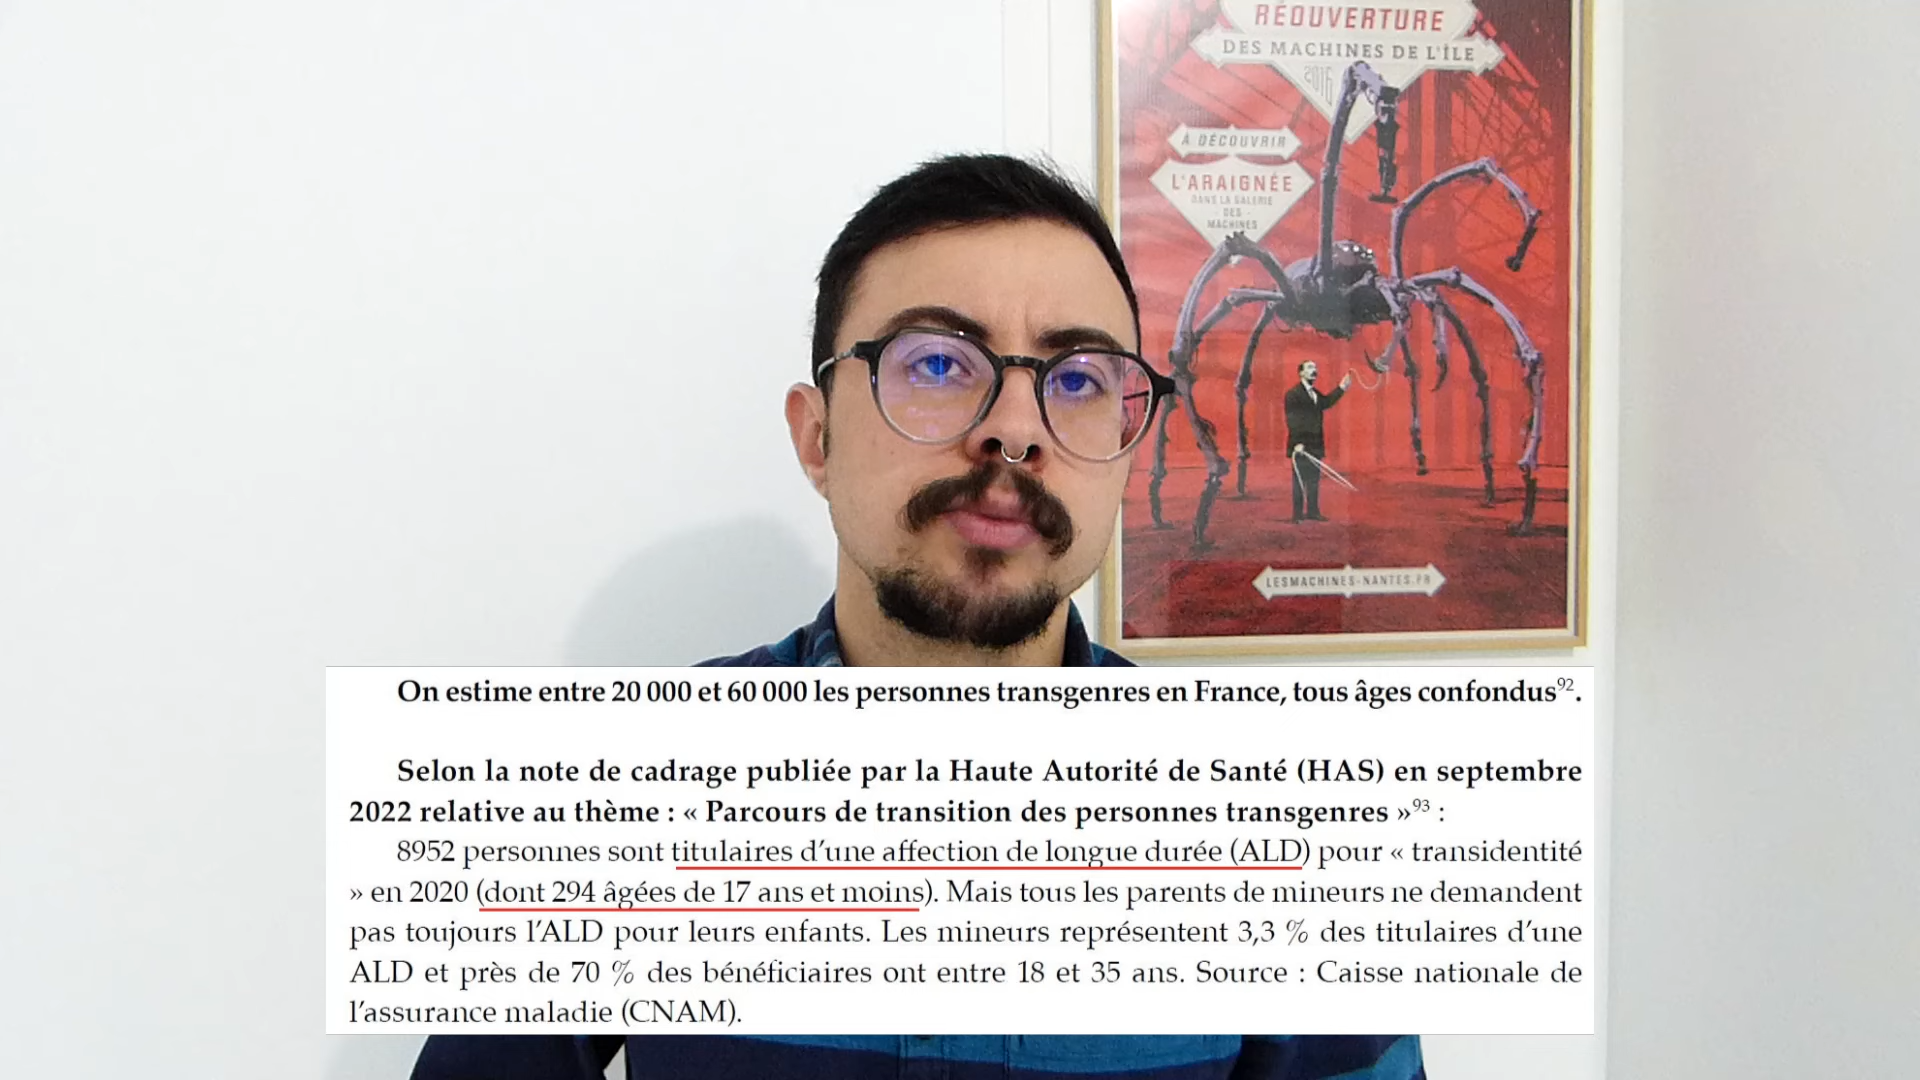 RÉOUVERTURE
DES MACHINES DE L'ÎLE
2016
À DÉCOUVRIR
L'ARAIGNÉE
DANS LA GALERIE
- DES -
MACHINES
LESMACHINES-NANTES.FR
On estime entre 20 000 et 60 000 les personnes transgenres en France, tous âges confondus⁹².
Selon la note de cadrage publiée par la Haute Autorité de Santé (HAS) en septembre
2022 relative au thème : « Parcours de transition des personnes transgenres »⁹³ :
8952 personnes sont titulaires d'une affection de longue durée (ALD) pour « transidentité
» en 2020 (dont 294 âgées de 17 ans et moins). Mais tous les parents de mineurs ne demandent
pas toujours l'ALD pour leurs enfants. Les mineurs représentent 3,3 % des titulaires d'une
ALD et près de 70 % des bénéficiaires ont entre 18 et 35 ans. Source : Caisse nationale de
l'assurance maladie (CNAM).